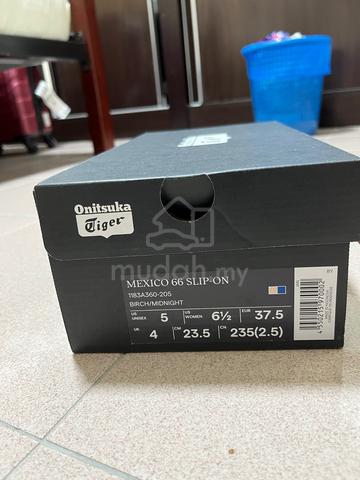 Onitsuka
Tiger
mudah.my
MEXICO 66 SLIP-ON
1183A360-205
BIRCH/MIDNIGHT
BY
US UNISEX 5 US WOMEN 6½ EUR 37.5
UK 4 CM 23.5 CN 235(2.5)